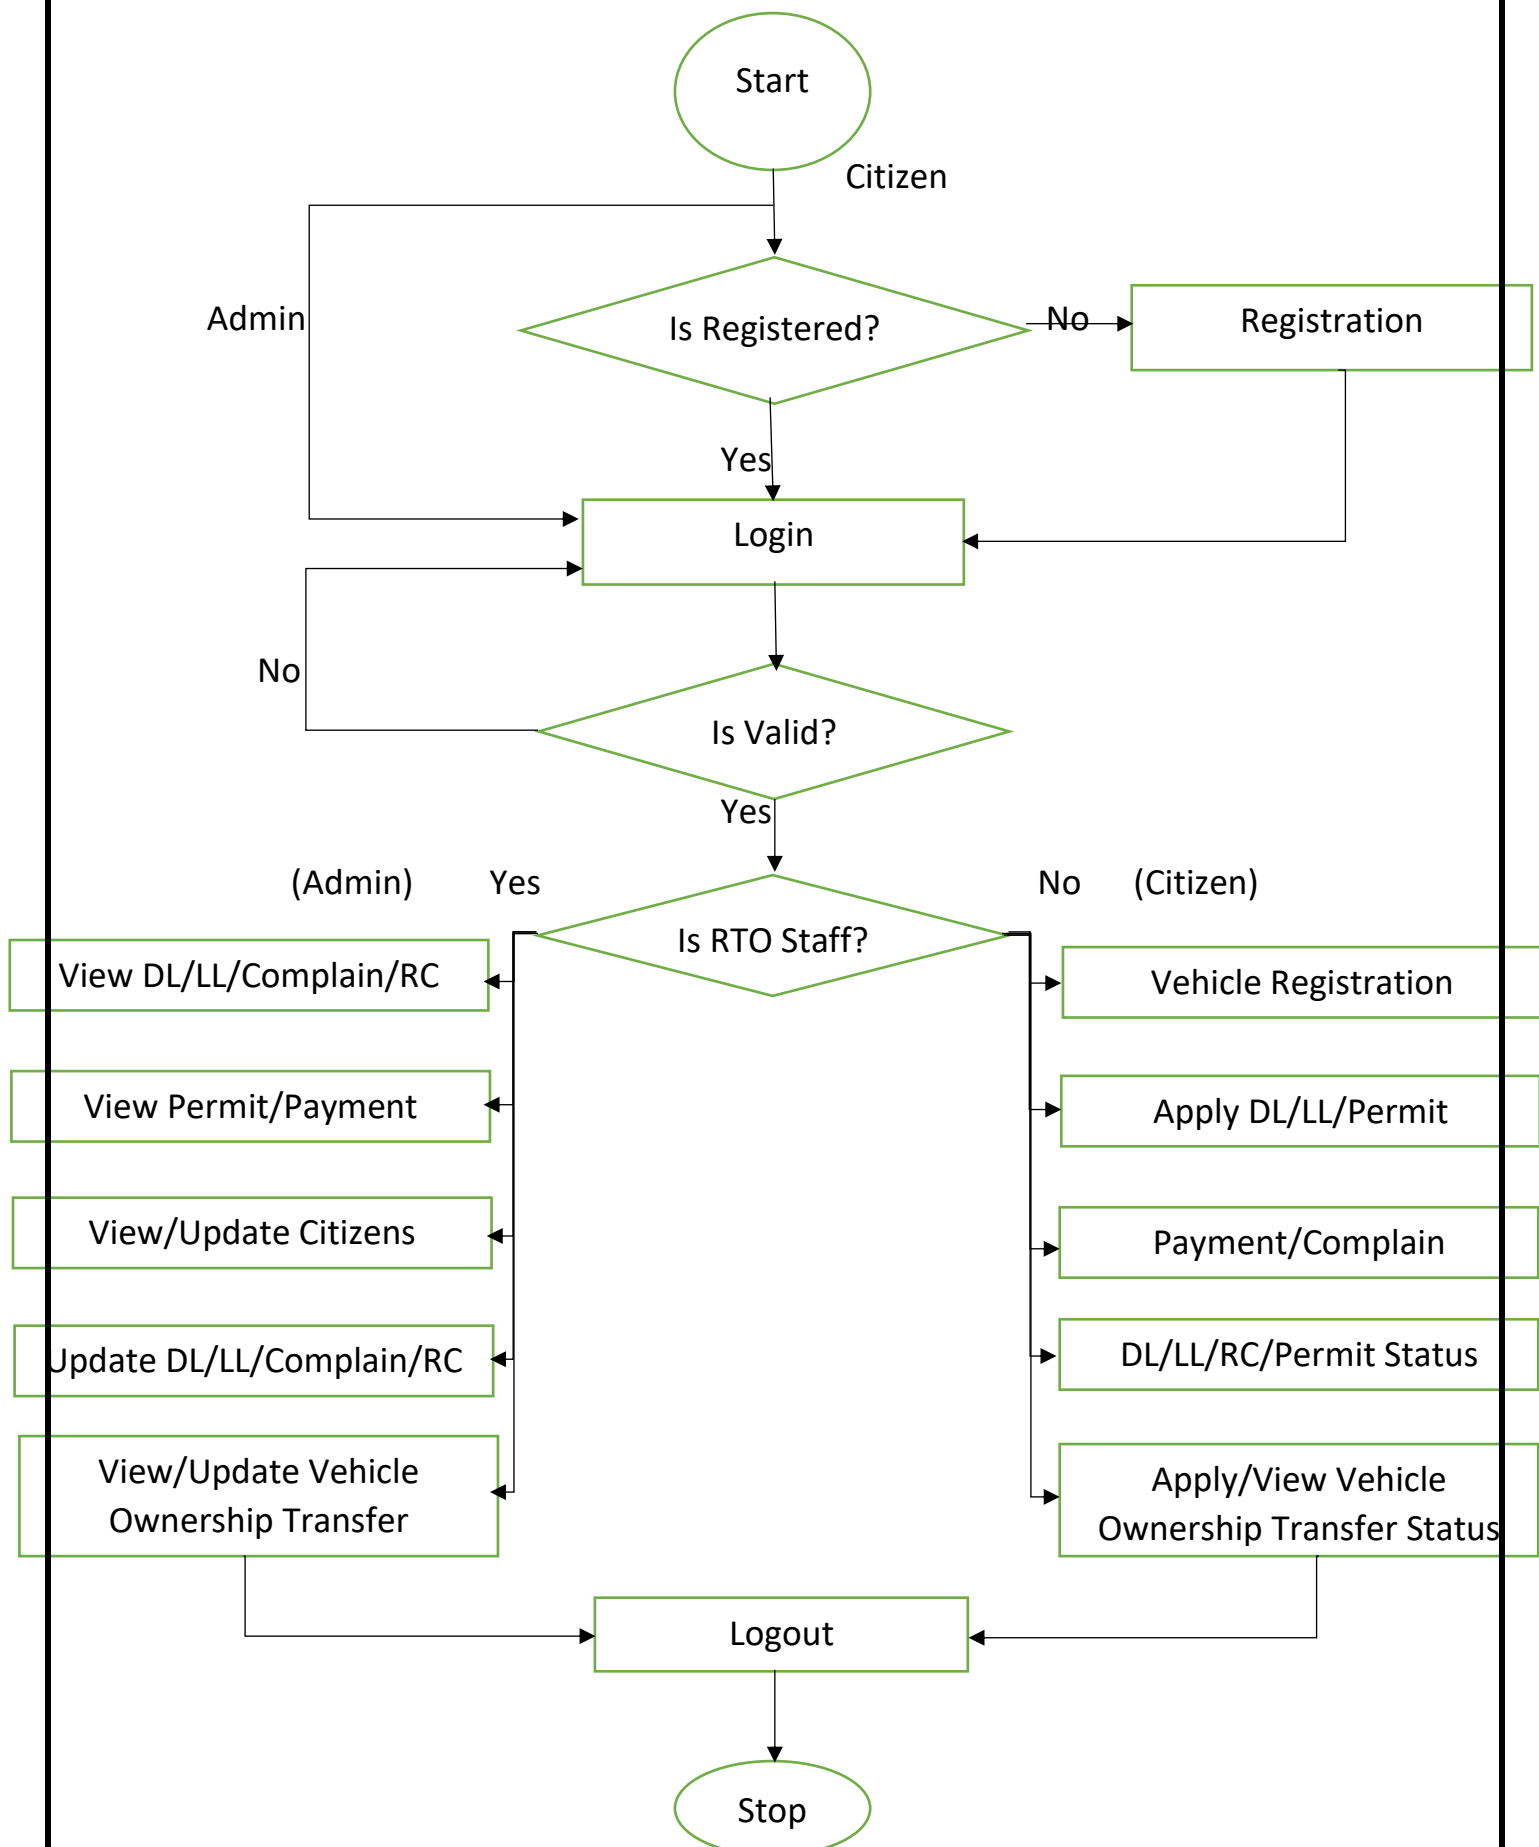 Start
Citizen
Admin
Is Registered?
No
Registration
Yes
Login
No
Is Valid?
Yes
(Admin) Yes
No (Citizen)
Is RTO Staff?
View DL/LL/Complain/RC
Vehicle Registration
View Permit/Payment
Apply DL/LL/Permit
View/Update Citizens
Payment/Complain
Update DL/LL/Complain/RC
DL/LL/RC/Permit Status
View/Update Vehicle
Ownership Transfer
Apply/View Vehicle
Ownership Transfer Status
Logout
Stop